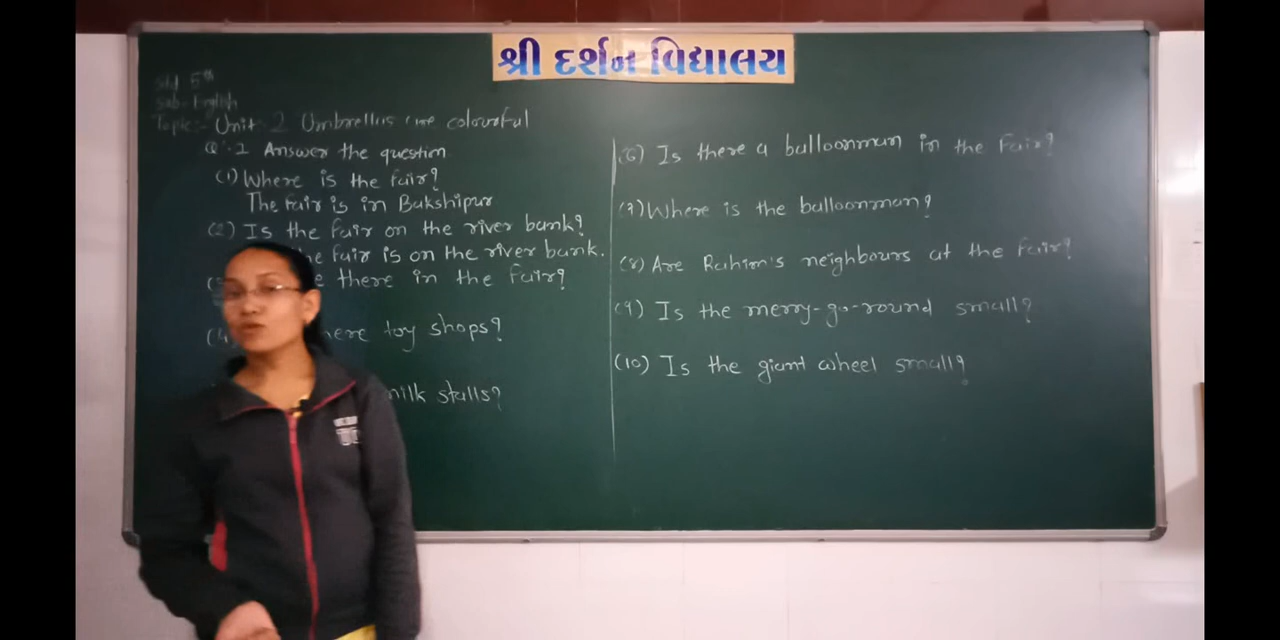 શ્રી દર્શન વિદ્યાલય
Std 5th
Sub- English
Topic:- Unit: 2 Umbrellas are colourful
Q.1 Answer the question
(1) Where is the fair?
The fair is in Bakshipur
(2) Is the fair on the river bank?
the fair is on the river bank.
there in the fair?
(4) there toy shops?
milk stalls?
(6) Is there a balloonman in the Fair?
(7) Where is the balloonman?
(8) Are Rahim's neighbours at the fair?
(9) Is the merry-go-round small?
(10) Is the giant wheel small?